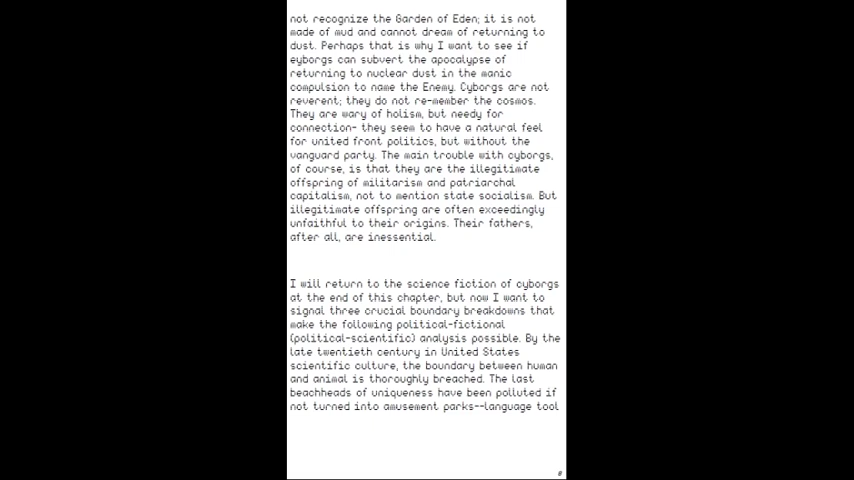 not recognize the Garden of Eden; it is not
made of mud and cannot dream of returning to
dust. Perhaps that is why I want to see if
eyborgs can subvert the apocalypse of
returning to nuclear dust in the manic
compulsion to name the Enemy. Cyborgs are not
reverent; they do not re-member the cosmos.
They are wary of holism, but needy for
connection- they seem to have a natural feel
for united front politics, but without the
vanguard party. The main trouble with cyborgs,
of course, is that they are the illegitimate
offspring of militarism and patriarchal
capitalism, not to mention state socialism. But
illegitimate offspring are often exceedingly
unfaithful to their origins. Their fathers,
after all, are inessential.
I will return to the science fiction of cyborgs
at the end of this chapter, but now I want to
signal three crucial boundary breakdowns that
make the following political-fictional
(political-scientific) analysis possible. By the
late twentieth century in United States
scientific culture, the boundary between human
and animal is thoroughly breached. The last
beachheads of uniqueness have been polluted if
not turned into amusement parks--language tool